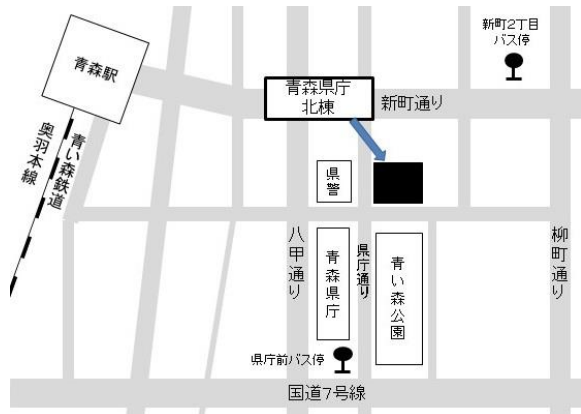 新町2丁目
バス停
青森駅
青森県庁
北棟
新町通り
青い森鉄道
奥羽本線
県警
八甲通り
青森県庁
県庁通り
青い森公園
柳町通り
県庁前バス停
国道7号線